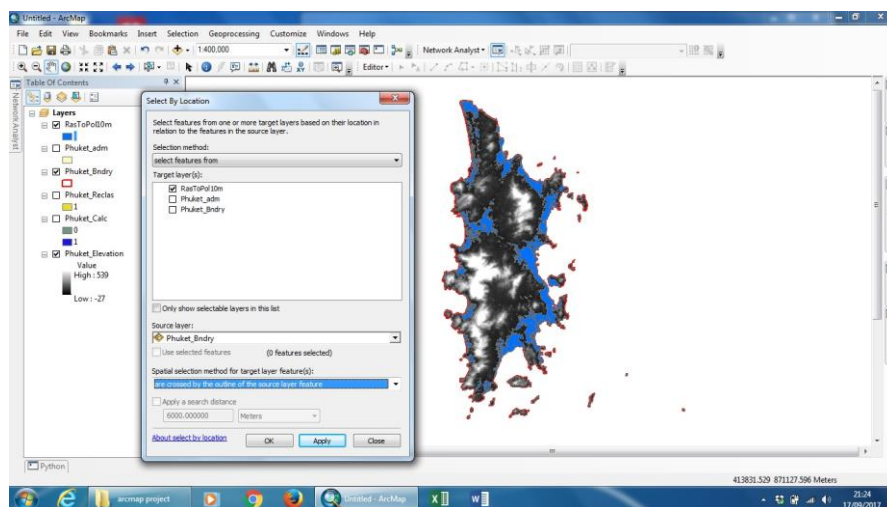 Untitled - ArcMap
File Edit View Bookmarks Insert Selection Geoprocessing Customize Windows Help
1:400,000
Network Analyst
Editor
Table Of Contents
Network Analyst
Layers
RasToPol10m
Phuket_adm
Phuket_Bndry
Phuket_Reclas
1
Phuket_Calc
0
1
Phuket_Elevation
Value
High : 539
Low : -27
Select By Location
Select features from one or more target layers based on their location in
relation to the features in the source layer.
Selection method:
select features from
Target layer(s):
RasToPol10m
Phuket_adm
Phuket_Bndry
Only show selectable layers in this list
Source layer:
Phuket_Bndry
Use selected features (0 features selected)
Spatial selection method for target layer feature(s):
are crossed by the outline of the source layer feature
Apply a search distance
6000.000000 Meters
About select by location OK Apply Close
Python
413831.529 871127.596 Meters
arcmap project
Untitled - ArcMap
21:24
17/09/2017